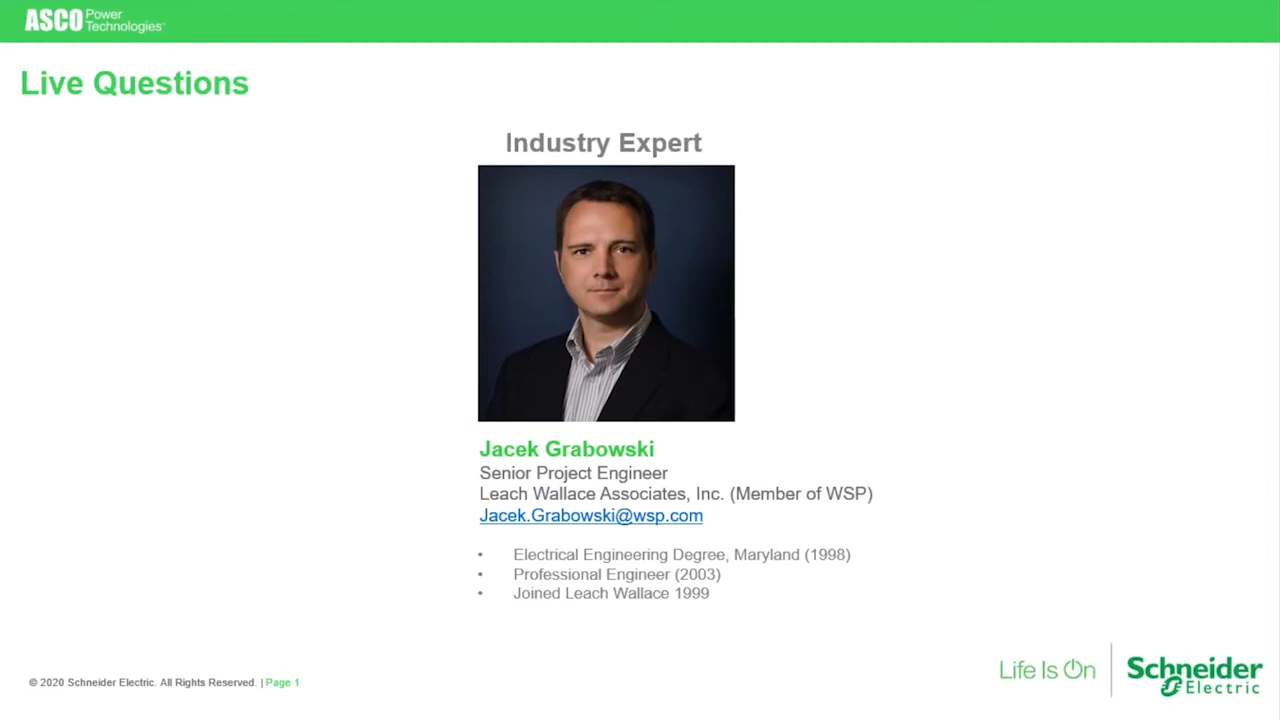 ASCO Power Technologies™
Live Questions
Industry Expert
Jacek Grabowski
Senior Project Engineer
Leach Wallace Associates, Inc. (Member of WSP)
Jacek.Grabowski@wsp.com
• Electrical Engineering Degree, Maryland (1998)
• Professional Engineer (2003)
• Joined Leach Wallace 1999
© 2020 Schneider Electric. All Rights Reserved. | Page 1
Life Is On
Schneider
Electric